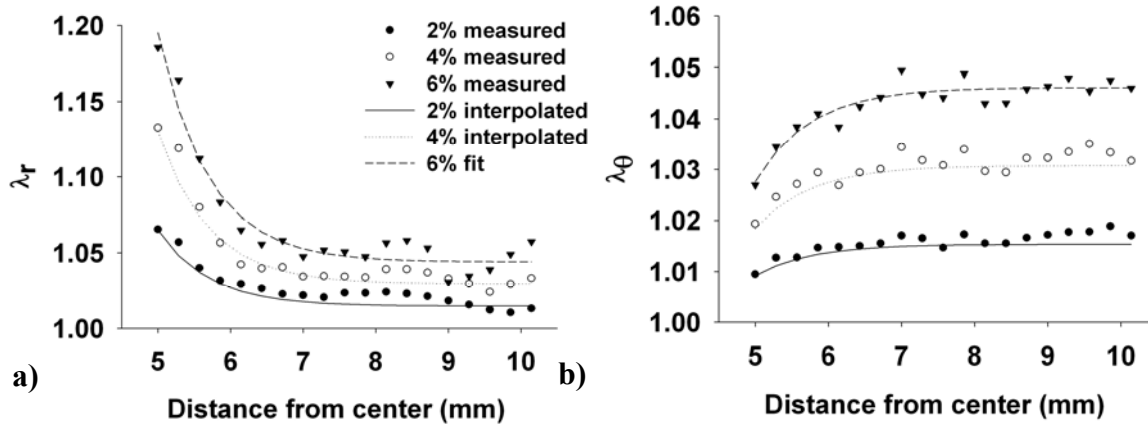 1.20
1.15
1.10
1.05
1.00
λr
5 6 7 8 9 10
Distance from center (mm)
a)
2% measured
4% measured
6% measured
2% interpolated
4% interpolated
6% fit
1.06
1.05
1.04
1.03
1.02
1.01
1.00
λθ
5 6 7 8 9 10
Distance from center (mm)
b)